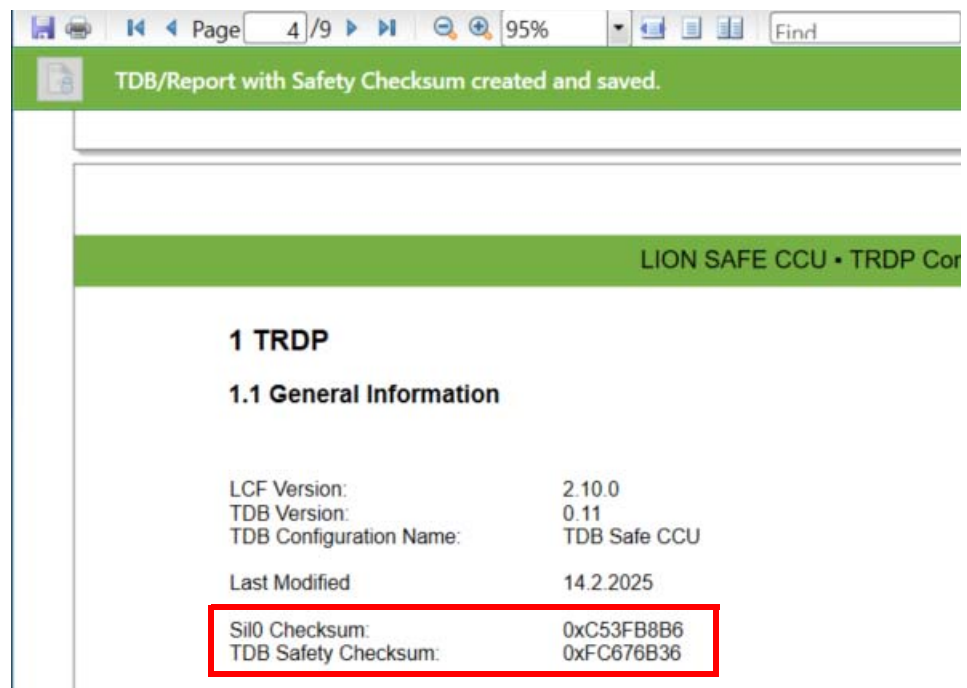 Page 4 /9 95% Find
TDB/Report with Safety Checksum created and saved.
LION SAFE CCU • TRDP Con
1 TRDP
1.1 General Information
LCF Version: 2.10.0
TDB Version: 0.11
TDB Configuration Name: TDB Safe CCU
Last Modified 14.2.2025
Sil0 Checksum: 0xC53FB8B6
TDB Safety Checksum: 0xFC676B36